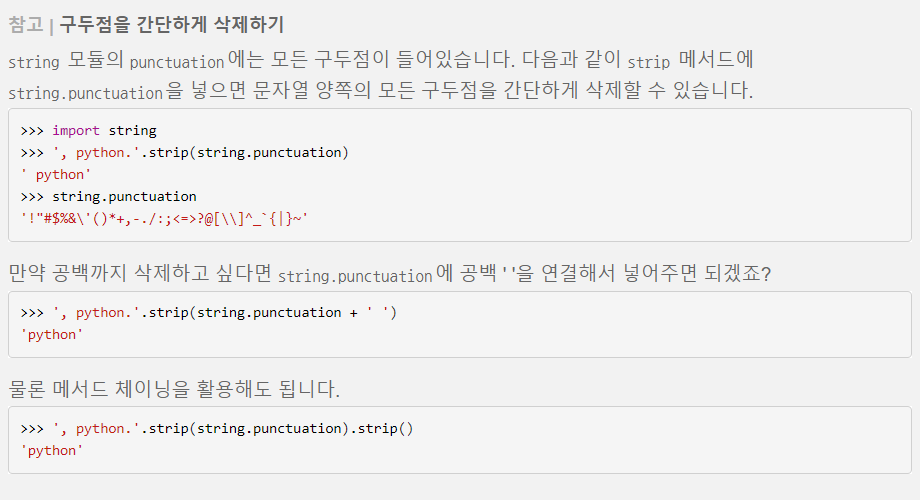 참고 | 구두점을 간단하게 삭제하기
string 모듈의 punctuation에는 모든 구두점이 들어있습니다. 다음과 같이 strip 메서드에
string.punctuation을 넣으면 문자열 양쪽의 모든 구두점을 간단하게 삭제할 수 있습니다.
>>> import string
>>> ', python.'.strip(string.punctuation)
' python'
>>> string.punctuation
'!"#$%&\'()*+,-./:;<=>?@[\\]^_`{|}~'
만약 공백까지 삭제하고 싶다면 string.punctuation에 공백 ' '을 연결해서 넣어주면 되겠죠?
>>> ', python.'.strip(string.punctuation + ' ')
'python'
물론 메서드 체이닝을 활용해도 됩니다.
>>> ', python.'.strip(string.punctuation).strip()
'python'